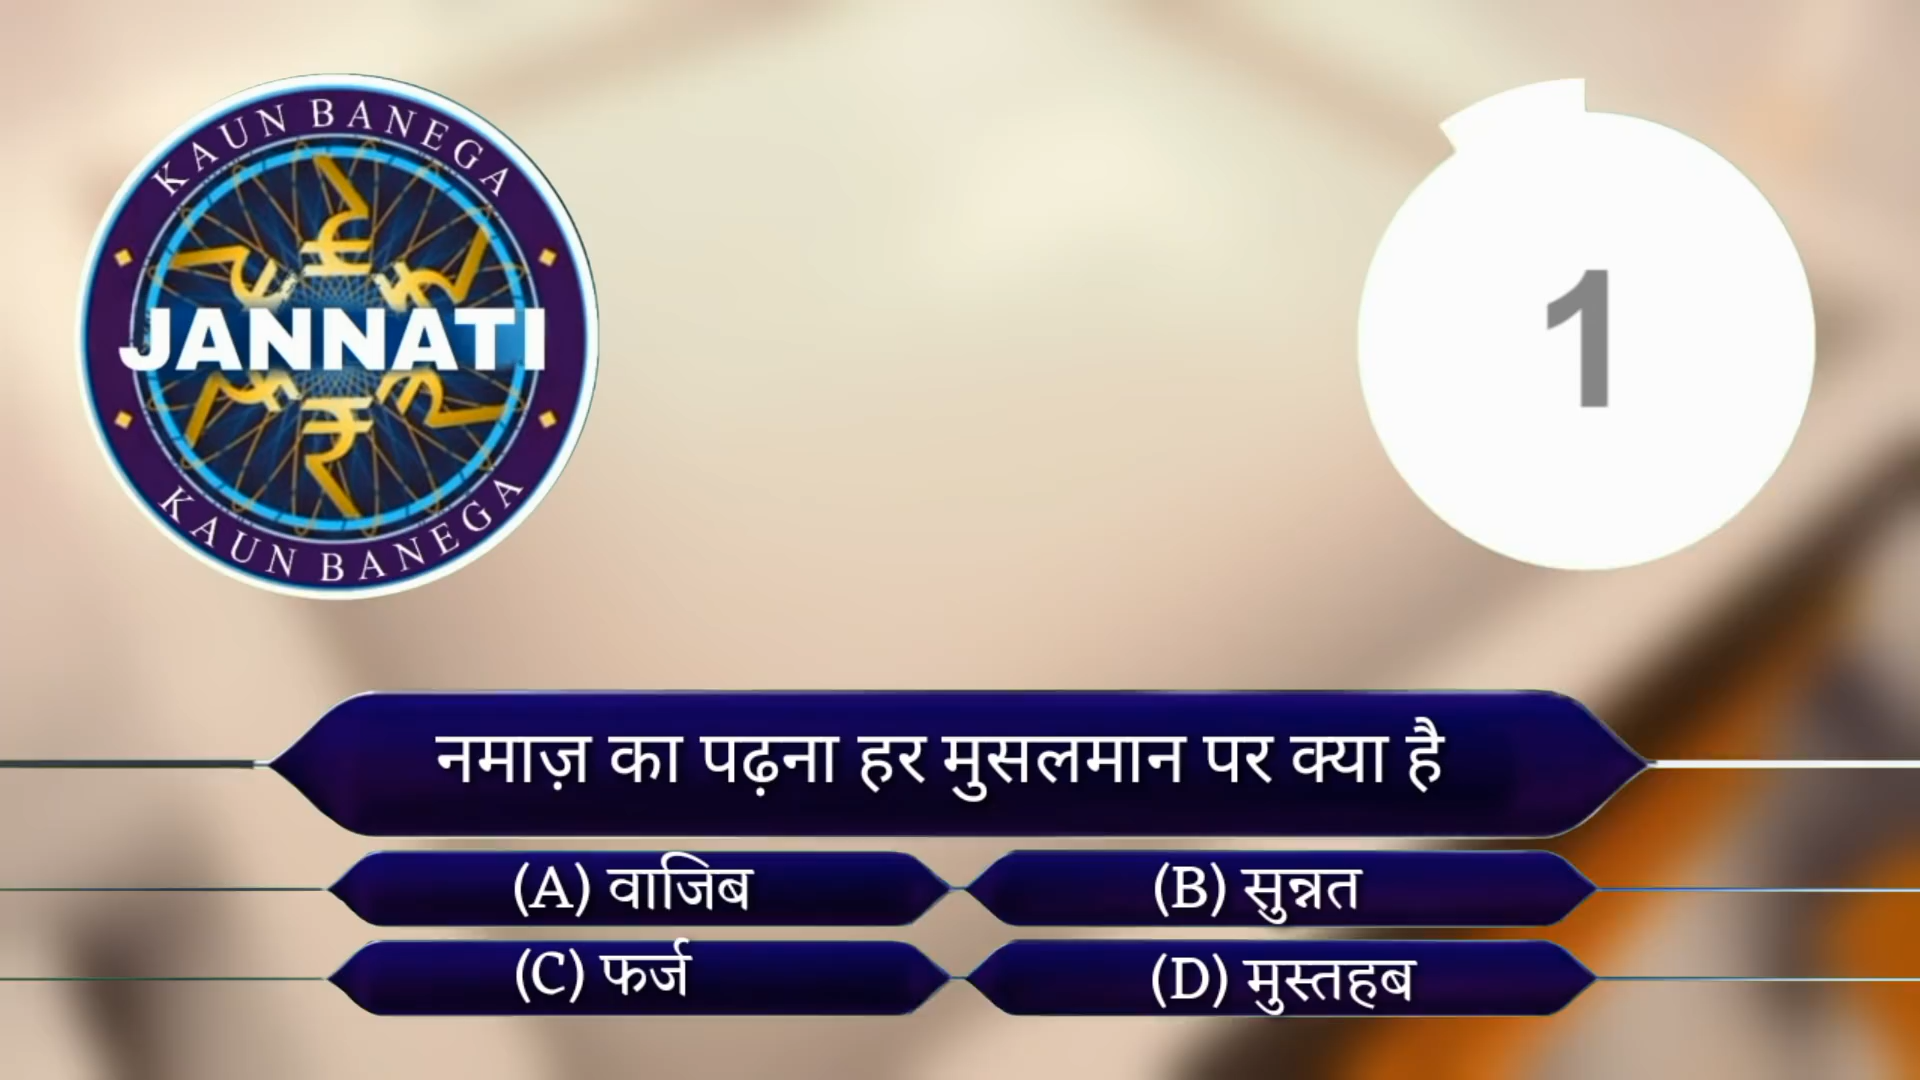 KAUN BANEGA
JANNATI
KAUN BANEGA
1
नमाज़ का पढ़ना हर मुसलमान पर क्या है
(A) वाजिब
(B) सुन्नत
(C) फर्ज
(D) मुस्तहब